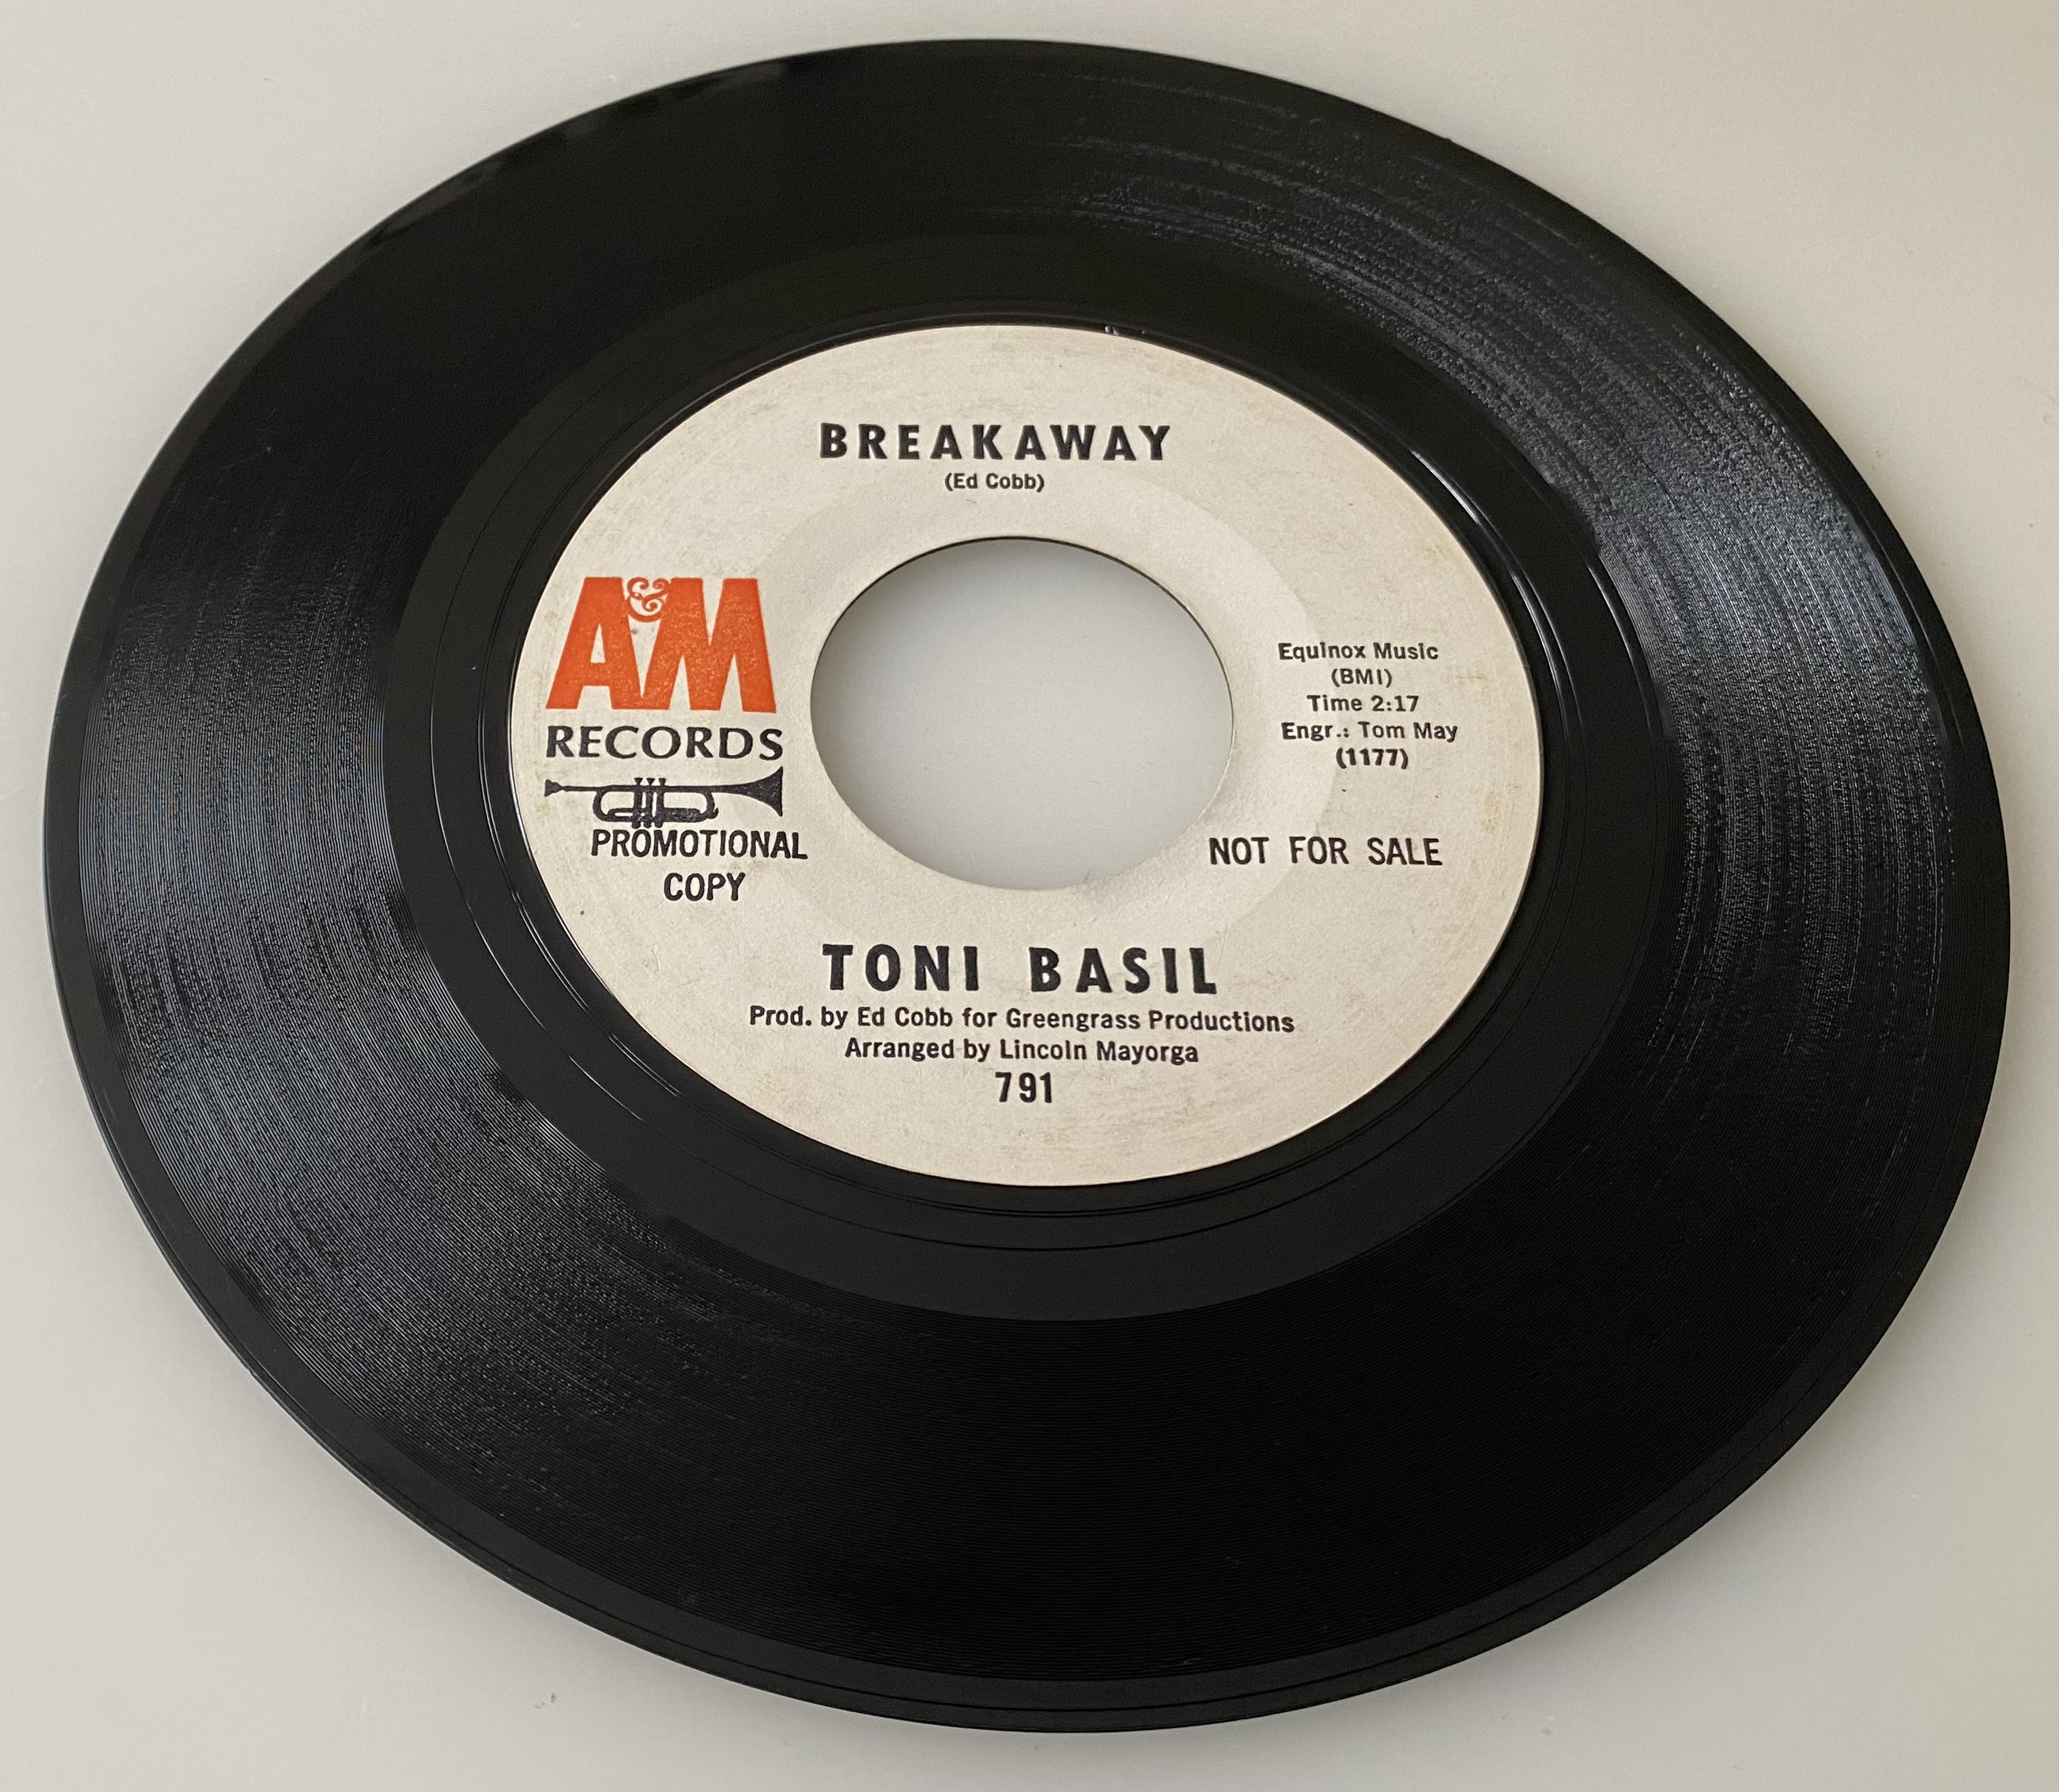 BREAKAWAY
(Ed Cobb)
A&M
RECORDS
PROMOTIONAL
COPY
Equinox Music
(BMI)
Time 2:17
Engr.: Tom May
(1177)
NOT FOR SALE
TONI BASIL
Prod. by Ed Cobb for Greengrass Productions
Arranged by Lincoln Mayorga
791